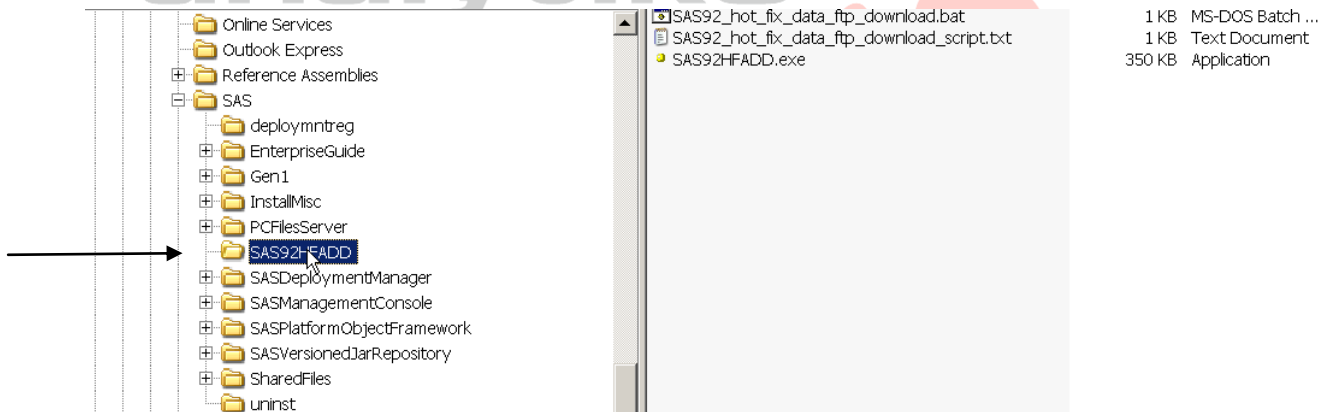 Online Services
Outlook Express
Reference Assemblies
SAS
deploymntreg
EnterpriseGuide
Gen1
InstallMisc
PCFilesServer
SAS92HFADD
SASDeploymentManager
SASManagementConsole
SASPlatformObjectFramework
SASVersionedJarRepository
SharedFiles
uninst
SAS92_hot_fix_data_ftp_download.bat 1 KB MS-DOS Batch ...
SAS92_hot_fix_data_ftp_download_script.txt 1 KB Text Document
SAS92HFADD.exe 350 KB Application